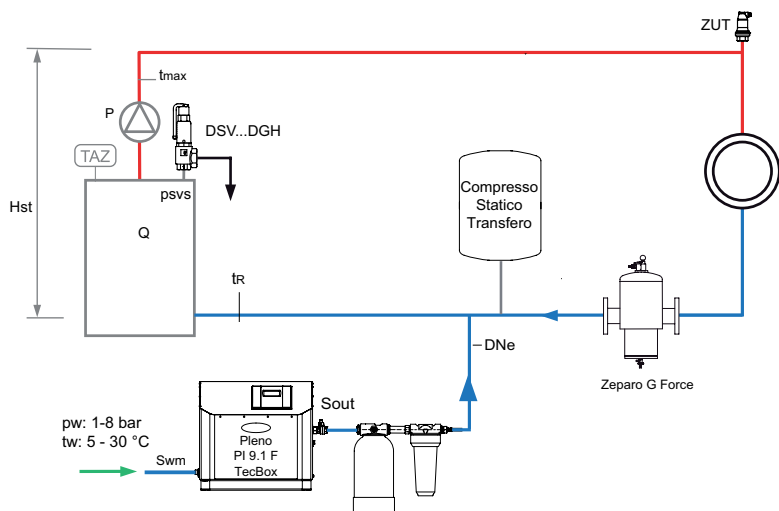 ZUT
tmax
P
DSV...DGH
TAZ
psvs
Hst
Q
Compresso
Statico
Transfero
tR
DNe
Zeparo G Force
Sout
pw: 1-8 bar
tw: 5 - 30 °C
Swm
Pleno
PI 9.1 F
TecBox